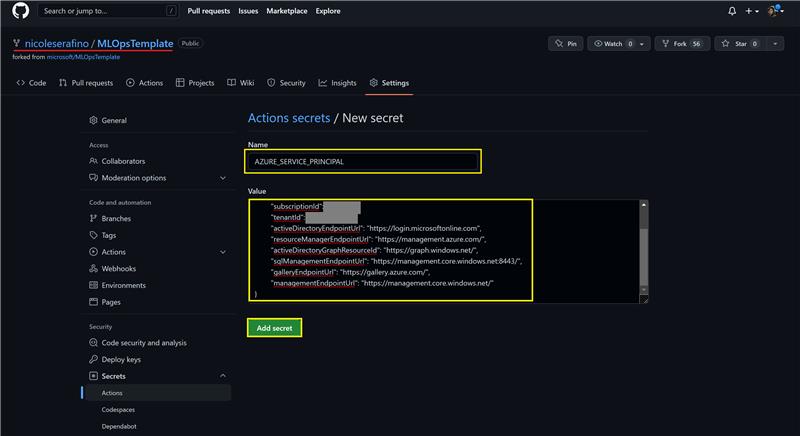 Search or jump to... /
Pull requests Issues Marketplace Explore
nicoleserafino / MLOpsTemplate Public
forked from microsoft/MLOpsTemplate
Pin
Watch 0
Fork 56
Star 0
Code
Pull requests
Actions
Projects
Wiki
Security
Insights
Settings
General
Access
Collaborators
Moderation options
Code and automation
Branches
Tags
Actions
Webhooks
Environments
Pages
Security
Code security and analysis
Deploy keys
Secrets
Actions
Codespaces
Dependabot
Actions secrets / New secret
Name
AZURE_SERVICE_PRINCIPAL
Value
"subscriptionId":
"tenantId":
"activeDirectoryEndpointUrl": "https://login.microsoftonline.com",
"resourceManagerEndpointUrl": "https://management.azure.com/",
"activeDirectoryGraphResourceId": "https://graph.windows.net/",
"sqlManagementEndpointUrl": "https://management.core.windows.net:8443/",
"galleryEndpointUrl": "https://gallery.azure.com/",
"managementEndpointUrl": "https://management.core.windows.net/"
}
Add secret